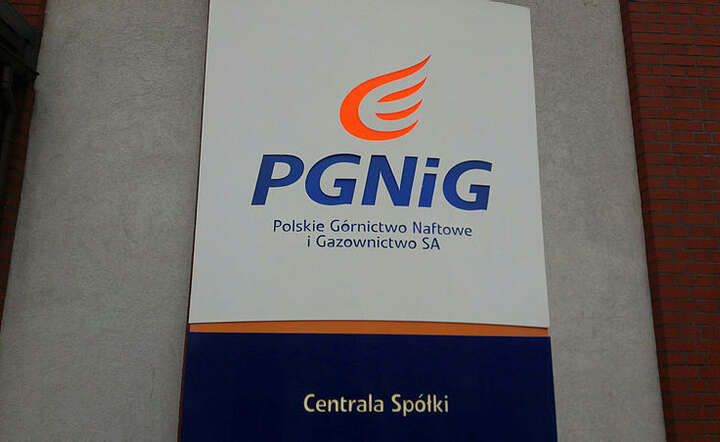 PGNiG
Polskie Górnictwo Naftowe
i Gazownictwo SA
Centrala Spółki